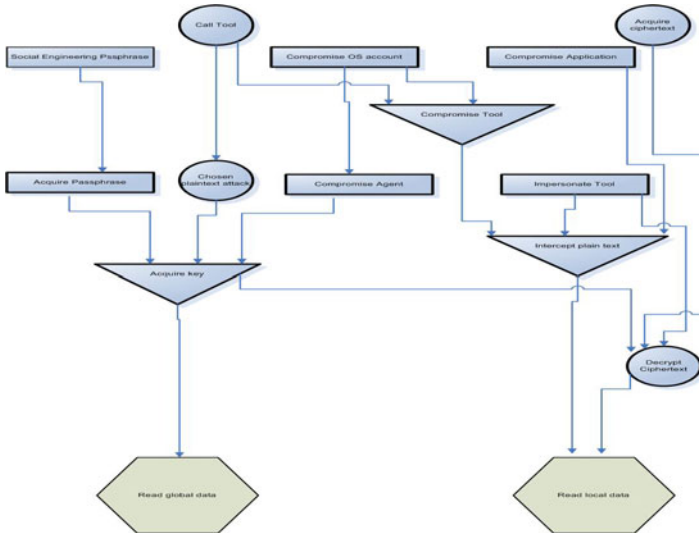 Call Tool
Acquire
ciphertext
Social Engineering Passphrase
Compromise OS account
Compromise Application
Compromise Tool
Acquire Passphrase
Chosen
plaintext attack
Compromise Agent
Impersonate Tool
Intercept plain text
Acquire key
Decrypt
Ciphertext
Read global data
Read local data